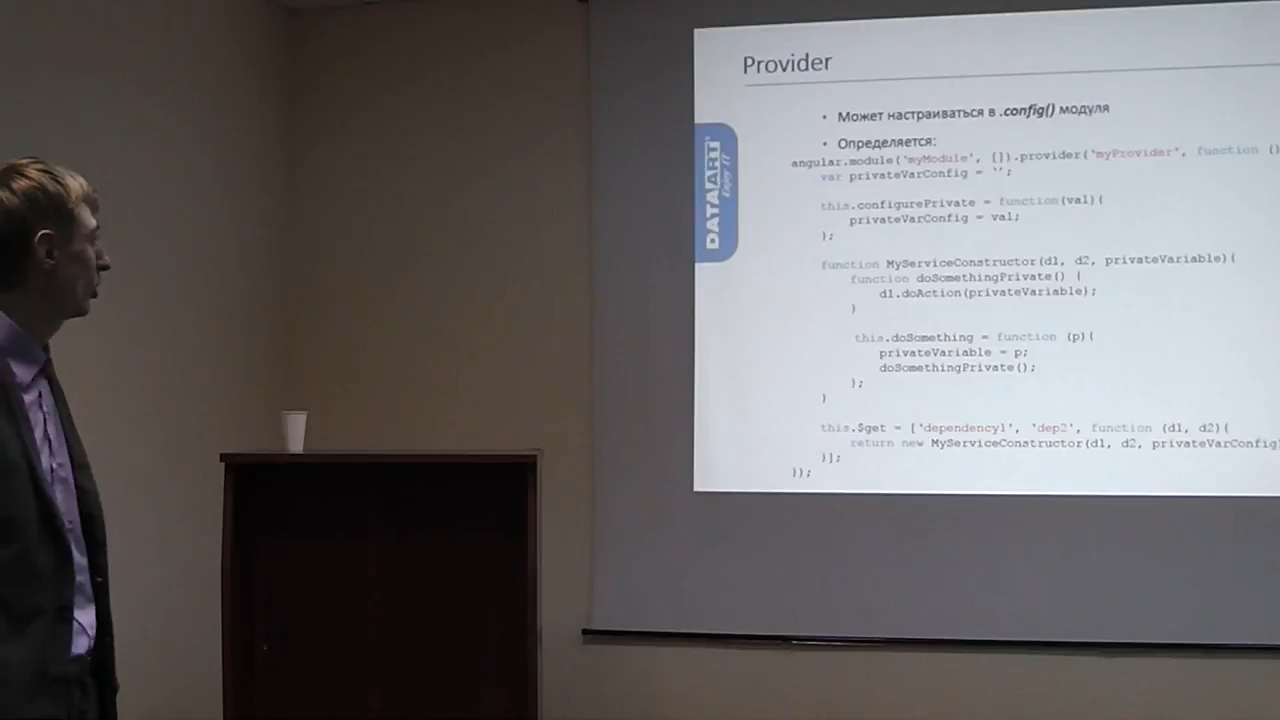 Provider
• Может настраиваться в .config() модуля
• Определяется:
angular.module('myModule', []).provider('myProvider', function ()
var privateVarConfig = '';
this.configurePrivate = function(val){
privateVarConfig = val;
};
function MyServiceConstructor(d1, d2, privateVariable){
function doSomethingPrivate() {
d1.doAction(privateVariable);
}
this.doSomething = function (p){
privateVariable = p;
doSomethingPrivate();
};
}
this.$get = ['dependency1', 'dep2', function (d1, d2){
return new MyServiceConstructor(d1, d2, privateVarConfig
}];
});
DATAART
Enjoy IT